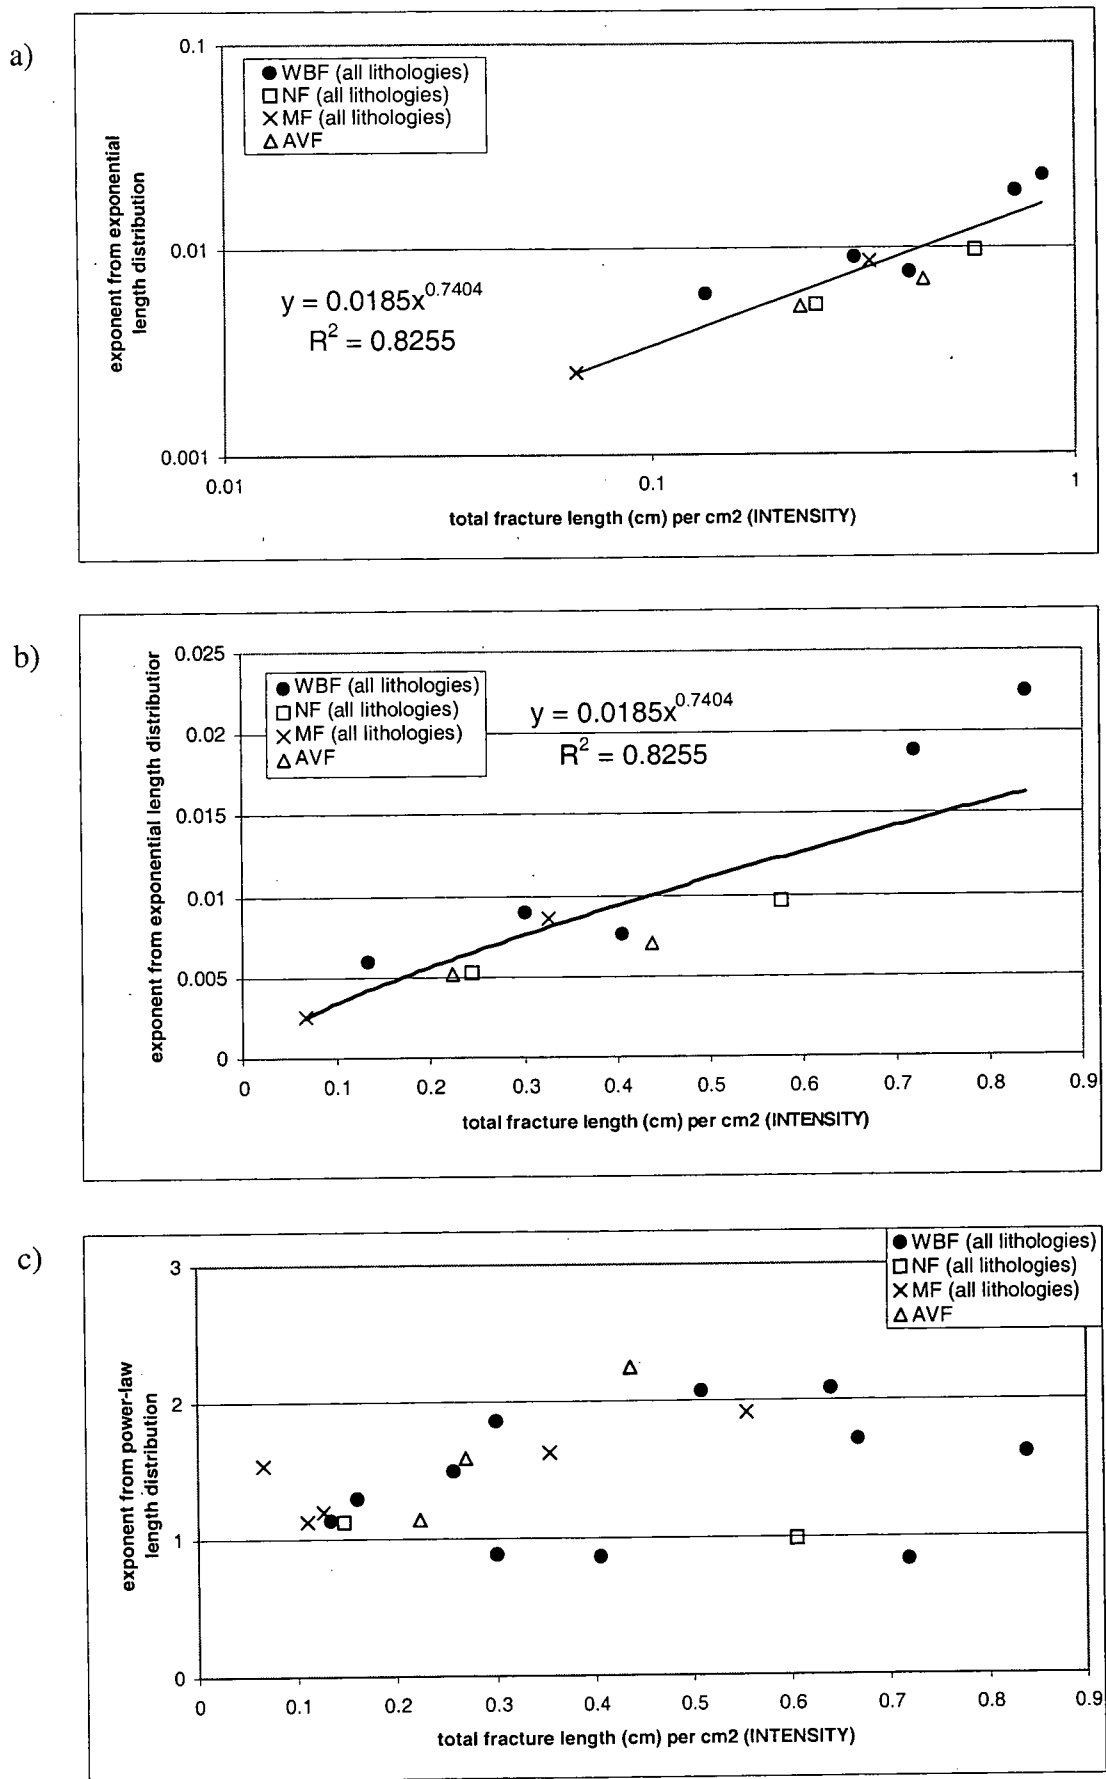 a)
0.1
0.01
0.001
0.01
0.1
1
WBF (all lithologies)
NF (all lithologies)
MF (all lithologies)
AVF
y = 0.0185x^0.7404
R^2 = 0.8255
exponent from exponential
length distribution
total fracture length (cm) per cm2 (INTENSITY)
b)
0.025
0.02
0.015
0.01
0.005
0
0 0.1 0.2 0.3 0.4 0.5 0.6 0.7 0.8 0.9
WBF (all lithologies)
NF (all lithologies)
MF (all lithologies)
AVF
y = 0.0185x^0.7404
R^2 = 0.8255
exponent from exponential length distribution
total fracture length (cm) per cm2 (INTENSITY)
c)
WBF (all lithologies)
NF (all lithologies)
MF (all lithologies)
AVF
3
2
1
0
0 0.1 0.2 0.3 0.4 0.5 0.6 0.7 0.8 0.9
exponent from power-law
length distribution
total fracture length (cm) per cm2 (INTENSITY)